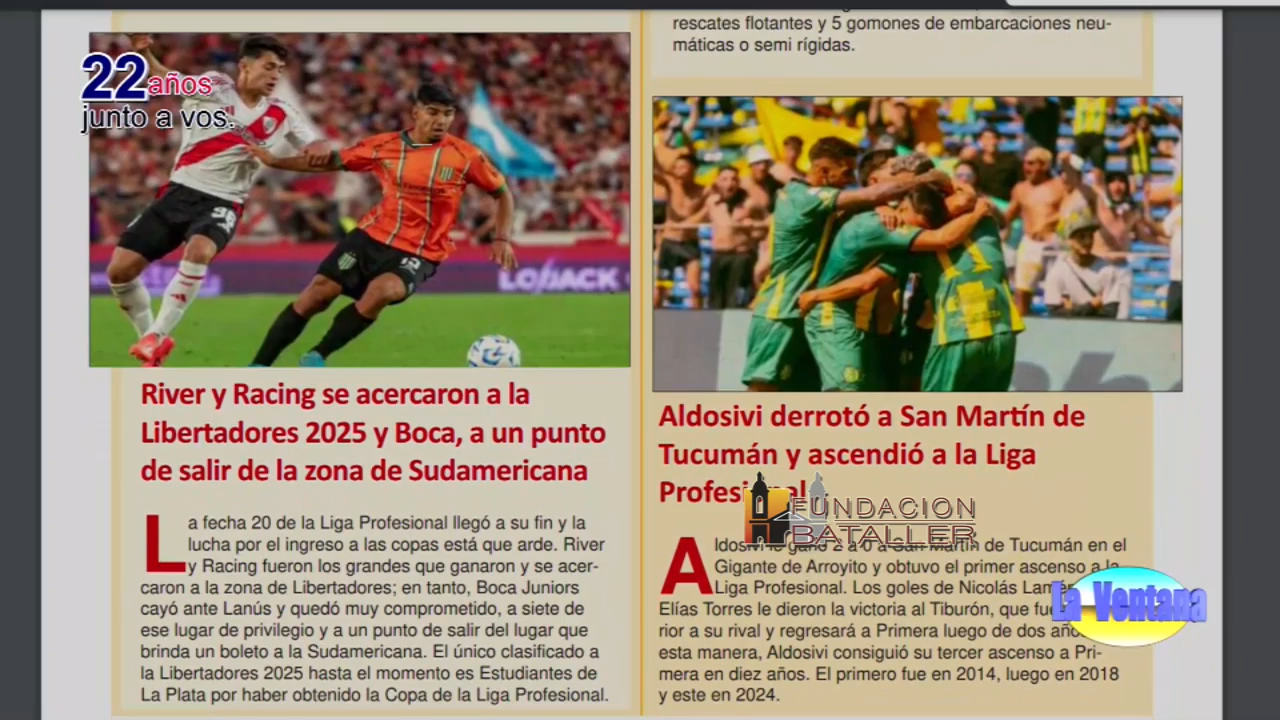 rescates flotantes y 5 gomones de embarcaciones neu-
máticas o semi rígidas.
22 años
junto a vos.
LO/JACK
River y Racing se acercaron a la
Libertadores 2025 y Boca, a un punto
de salir de la zona de Sudamericana
La fecha 20 de la Liga Profesional llegó a su fin y la
lucha por el ingreso a las copas está que arde. River
y Racing fueron los grandes que ganaron y se acer-
caron a la zona de Libertadores; en tanto, Boca Juniors
cayó ante Lanús y quedó muy comprometido, a siete de
ese lugar de privilegio y a un punto de salir del lugar que
brinda un boleto a la Sudamericana. El único clasificado a
la Libertadores 2025 hasta el momento es Estudiantes de
La Plata por haber obtenido la Copa de la Liga Profesional.
Aldosivi derrotó a San Martín de
Tucumán y ascendió a la Liga
Profesional
FUNDACION
BATALLER
Aldosivi le ganó 2 a 0 a San Martín de Tucumán en el
Gigante de Arroyito y obtuvo el primer ascenso a la
Liga Profesional. Los goles de Nicolás
Elías Torres le dieron la victoria al Tiburón, que
rior a su rival y regresará a Primera luego de dos
esta manera, Aldosivi consiguió su tercer ascenso a Pri-
mera en diez años. El primero fue en 2014, luego en 2018
y este en 2024.
La Ventana